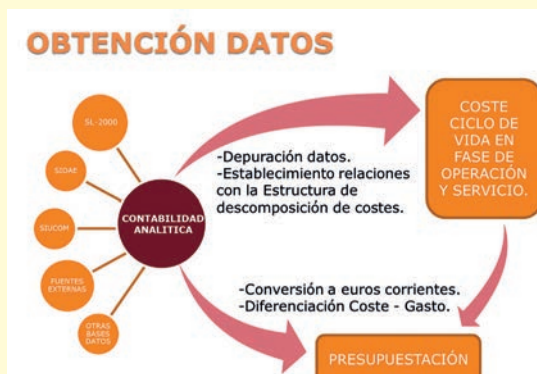 OBTENCIÓN DATOS
SL-2000
SIDAE
SIUCOM
FUENTES
EXTERNAS
OTRAS
BASES
DATOS
CONTABILIDAD
ANALITICA
-Depuración datos.
-Establecimiento relaciones
con la Estructura de
descomposición de costes.
COSTE
CICLO DE
VIDA EN
FASE DE
OPERACIÓN
Y SERVICIO.
-Conversión a euros corrientes.
-Diferenciación Coste - Gasto.
PRESUPUESTACIÓN